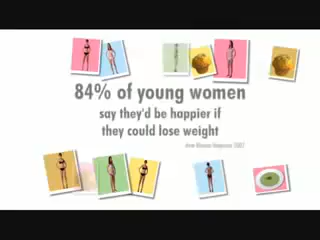 84% of young women
say they'd be happier if
they could lose weight